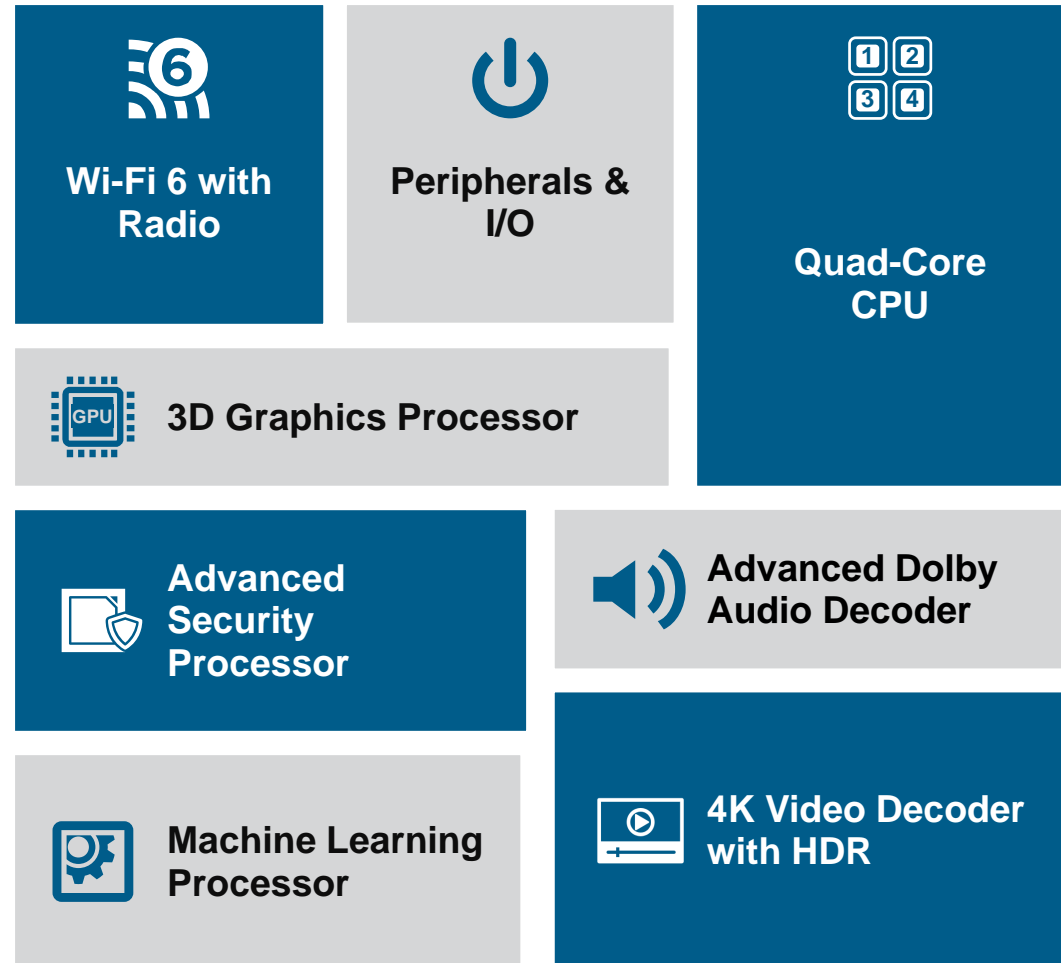 6
Wi-Fi 6 with
Radio
Peripherals &
I/O
1 2
3 4
Quad-Core
CPU
GPU
3D Graphics Processor
Advanced
Security
Processor
Advanced Dolby
Audio Decoder
Machine Learning
Processor
4K Video Decoder
with HDR